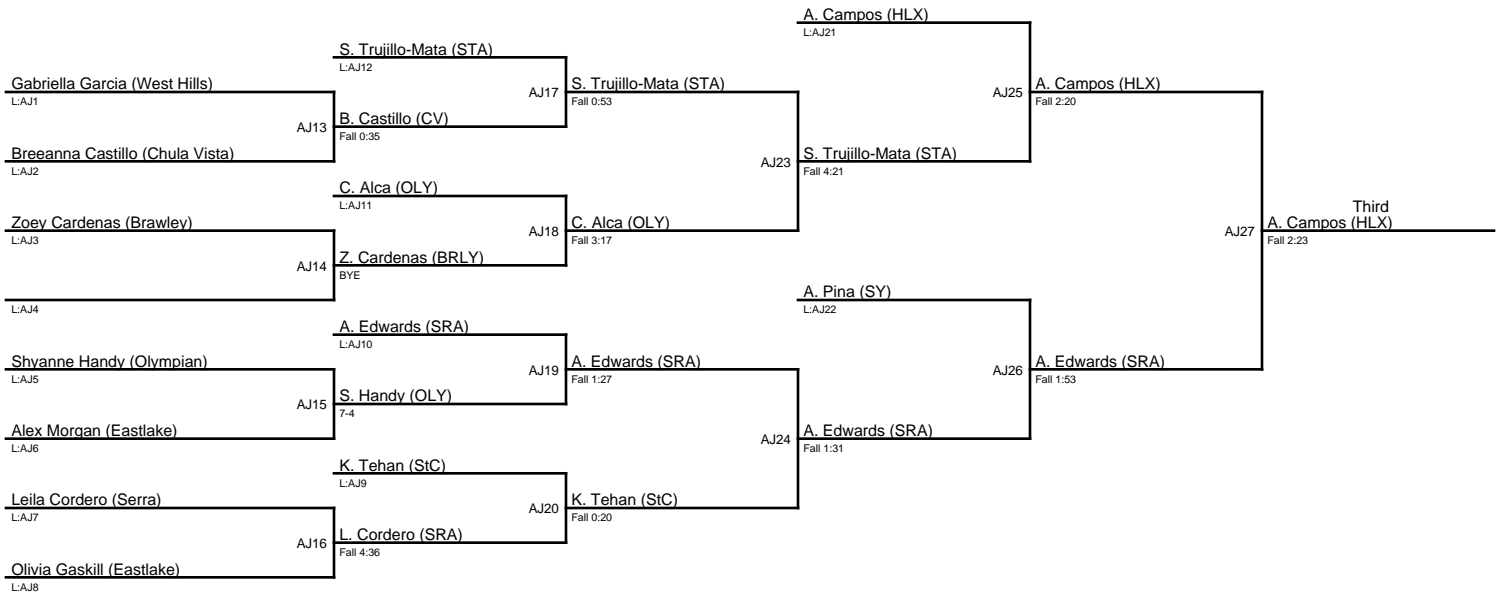 A. Campos (HLX)
L:AJ21
S. Trujillo-Mata (STA)
L:AJ12
Gabriella Garcia (West Hills)
L:AJ1
AJ17
S. Trujillo-Mata (STA)
Fall 0:53
AJ25
A. Campos (HLX)
Fall 2:20
AJ13
B. Castillo (CV)
Fall 0:35
Breeanna Castillo (Chula Vista)
L:AJ2
AJ23
S. Trujillo-Mata (STA)
Fall 4:21
C. Alca (OLY)
L:AJ11
Zoey Cardenas (Brawley)
L:AJ3
AJ18
C. Alca (OLY)
Fall 3:17
AJ27
Third
A. Campos (HLX)
Fall 2:23
AJ14
Z. Cardenas (BRLY)
BYE
L:AJ4
A. Pina (SY)
L:AJ22
A. Edwards (SRA)
L:AJ10
Shyanne Handy (Olympian)
L:AJ5
AJ19
A. Edwards (SRA)
Fall 1:27
AJ26
A. Edwards (SRA)
Fall 1:53
AJ15
S. Handy (OLY)
7-4
Alex Morgan (Eastlake)
L:AJ6
AJ24
A. Edwards (SRA)
Fall 1:31
K. Tehan (StC)
L:AJ9
Leila Cordero (Serra)
L:AJ7
AJ20
K. Tehan (StC)
Fall 0:20
AJ16
L. Cordero (SRA)
Fall 4:36
Olivia Gaskill (Eastlake)
L:AJ8